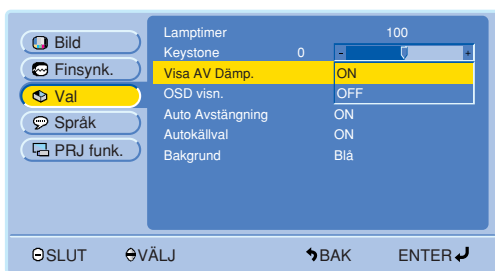 Bild
Finsynk.
Val
Språk
PRJ funk.
Lamptimer 100
Keystone 0 - +
Visa AV Dämp. ON
OSD visn. OFF
Auto Avstängning ON
Autokällval ON
Bakgrund Blå
SLUT VÄLJ BAK ENTER